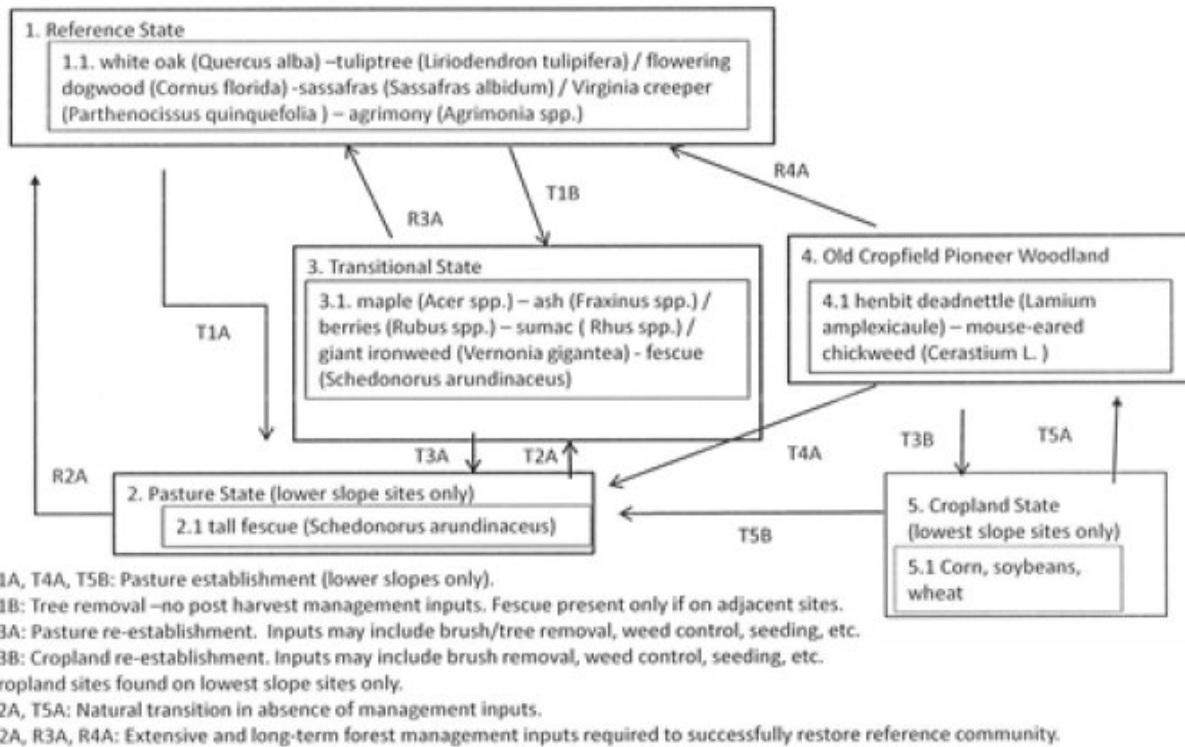 1. Reference State
1.1. white oak (Quercus alba) –tuliptree (Liriodendron tulipifera) / flowering
dogwood (Cornus florida) -sassafras (Sassafras albidum) / Virginia creeper
(Parthenocissus quinquefolia ) – agrimony (Agrimonia spp.)
R4A
T1B
R3A
3. Transitional State
3.1. maple (Acer spp.) – ash (Fraxinus spp.) /
berries (Rubus spp.) – sumac ( Rhus spp.) /
giant ironweed (Vernonia gigantea) - fescue
(Schedonorus arundinaceus)
4. Old Cropfield Pioneer Woodland
4.1 henbit deadnettle (Lamium
amplexicaule) – mouse-eared
chickweed (Cerastium L. )
T1A
T3A
T2A
T4A
T3B
T5A
R2A
2. Pasture State (lower slope sites only)
2.1 tall fescue (Schedonorus arundinaceus)
T5B
5. Cropland State
(lowest slope sites only)
5.1 Corn, soybeans,
wheat
1A, T4A, T5B: Pasture establishment (lower slopes only).
1B: Tree removal –no post harvest management inputs. Fescue present only if on adjacent sites.
3A: Pasture re-establishment. Inputs may include brush/tree removal, weed control, seeding, etc.
3B: Cropland re-establishment. Inputs may include brush removal, weed control, seeding, etc.
ropland sites found on lowest slope sites only.
2A, T5A: Natural transition in absence of management inputs.
2A, R3A, R4A: Extensive and long-term forest management inputs required to successfully restore reference community.